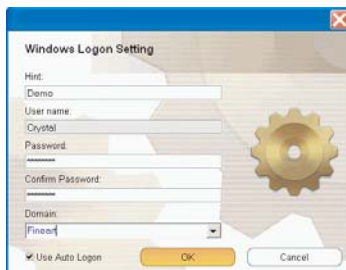 Windows Logon Setting
Hint:
Demo
User name:
Crystal
Password:
Confirm Password:
Domain:
Fineart
Use Auto Logon
OK
Cancel